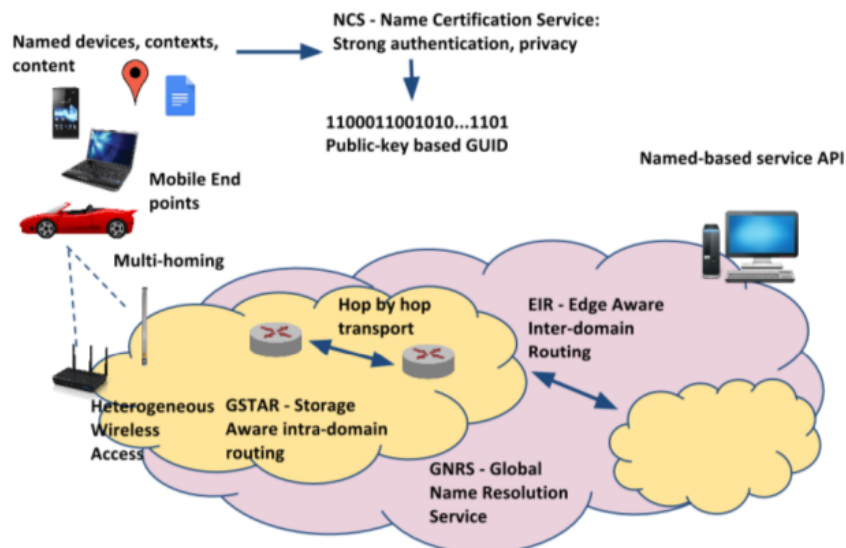 NCS - Name Certification Service:
Strong authentication, privacy
Named devices, contexts,
content
1100011001010...1101
Public-key based GUID
Named-based service API
Mobile End
points
Multi-homing
Hop by hop
transport
EIR - Edge Aware
Inter-domain
Routing
Heterogeneous
Wireless
Access
GSTAR - Storage
Aware intra-domain
routing
GNRS - Global
Name Resolution
Service